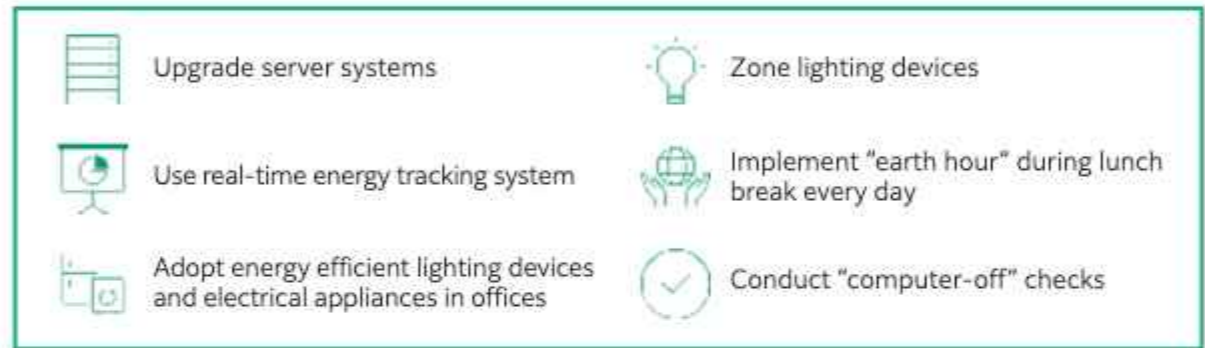 Upgrade server systems
Zone lighting devices
Use real-time energy tracking system
Implement “earth hour” during lunch
break every day
Adopt energy efficient lighting devices
and electrical appliances in offices
Conduct “computer-off” checks